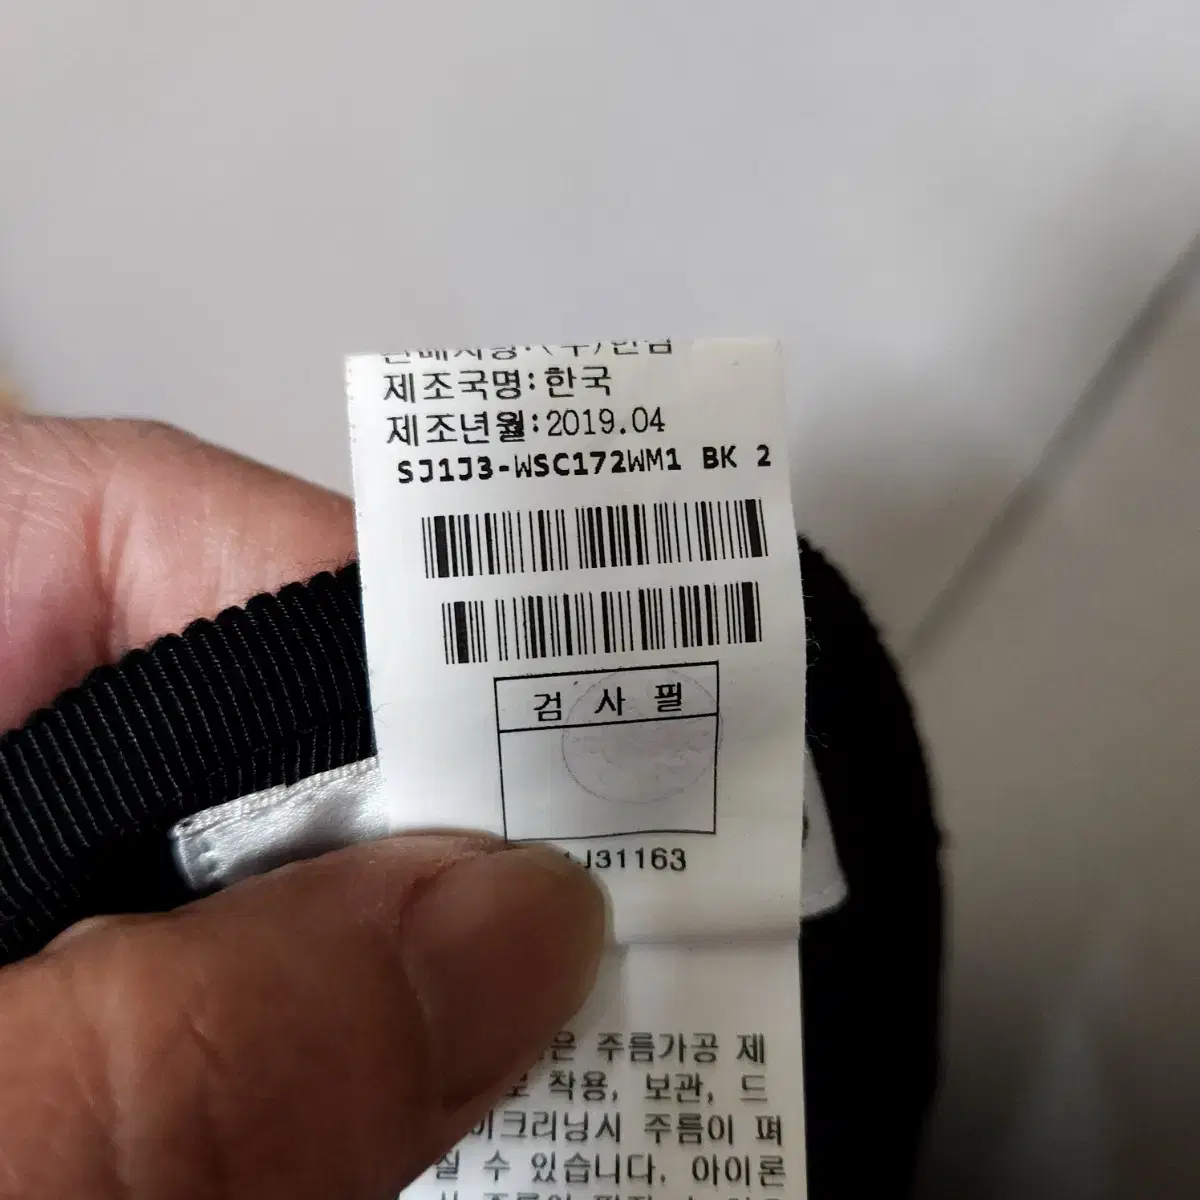 제조국명:한국
제조년월:2019.04
SJ1J3-WSC172WM1 BK 2
검 사 필
J31163
은 주름가공 제
로 착용, 보관, 드
이크리닝시 주름이 펴
질 수 있습니다. 아이론